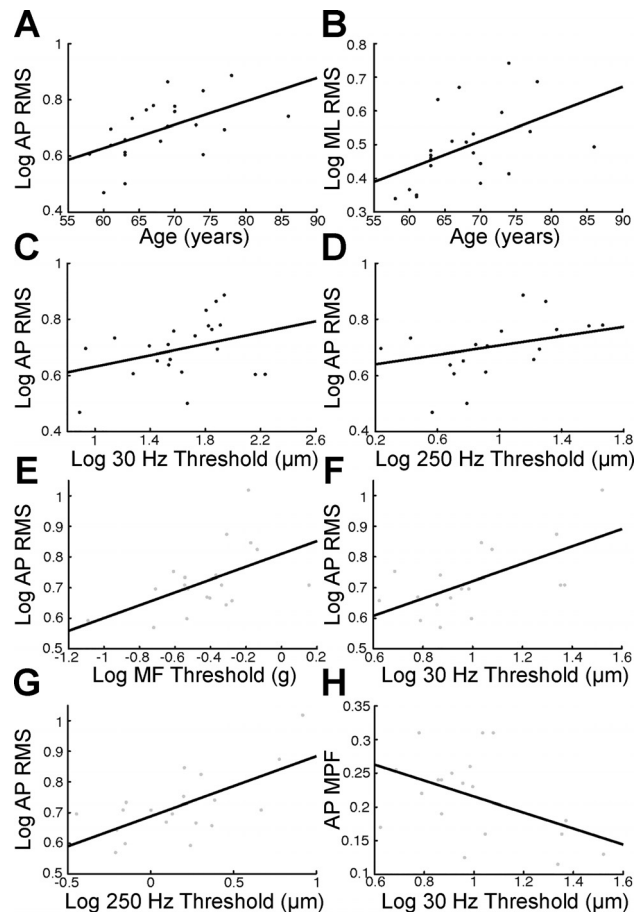 A
B
1
0.8
0.6
0.4
Log AP RMS
55 60 65 70 75 80 85 90
Age (years)
0.8
0.7
0.6
0.5
0.4
0.3
Log ML RMS
55 60 65 70 75 80 85 90
Age (years)
C
D
1
0.8
0.6
0.4
Log AP RMS
1 1.4 1.8 2.2 2.6
Log 30 Hz Threshold (µm)
1
0.8
0.6
0.4
Log AP RMS
0.2 0.6 1 1.4 1.8
Log 250 Hz Threshold (µm)
E
F
1
0.9
0.8
0.7
0.6
0.5
Log AP RMS
-1.2 -1 -0.8 -0.6 -0.4 -0.2 0 0.2
Log MF Threshold (g)
1
0.9
0.8
0.7
0.6
0.5
Log AP RMS
0.6 0.8 1 1.2 1.4 1.6
Log 30 Hz Threshold (µm)
G
H
1
0.9
0.8
0.7
0.6
0.5
Log AP RMS
-0.5 0 0.5 1
Log 250 Hz Threshold (µm)
0.35
0.3
0.25
0.2
0.15
0.1
AP MPF
0.6 0.8 1 1.2 1.4 1.6
Log 30 Hz Threshold (µm)